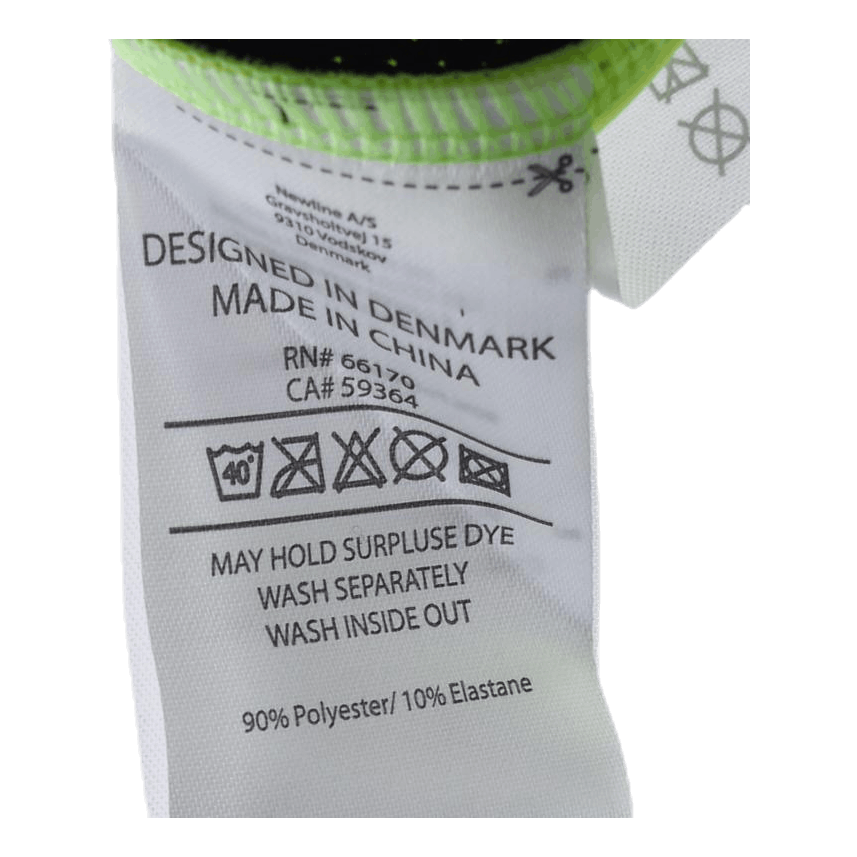 Newline A/S
Gravsholtvej 15
9310 Vodskov
Denmark
DESIGNED IN DENMARK
MADE IN CHINA
RN# 66170
CA# 59364
40°
MAY HOLD SURPLUSE DYE
WASH SEPARATELY
WASH INSIDE OUT
90% Polyester/ 10% Elastane